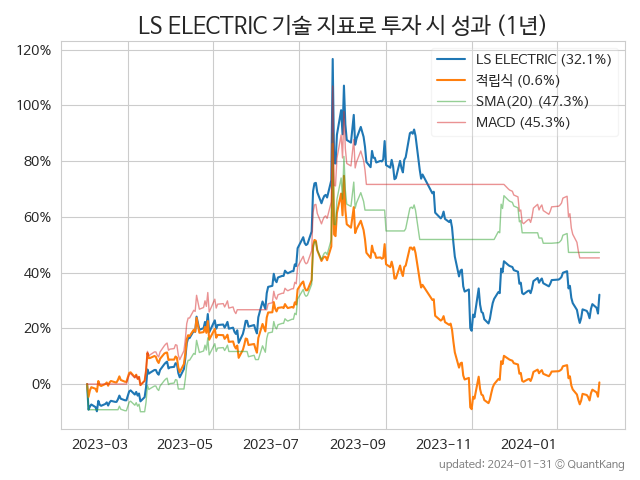 LS ELECTRIC 기술 지표로 투자 시 성과 (1년)
120%
100%
80%
60%
40%
20%
0%
LS ELECTRIC (32.1%)
적립식 (0.6%)
SMA(20) (47.3%)
MACD (45.3%)
2023-03
2023-05
2023-07
2023-09
2023-11
2024-01
updated: 2024-01-31 © QuantKang